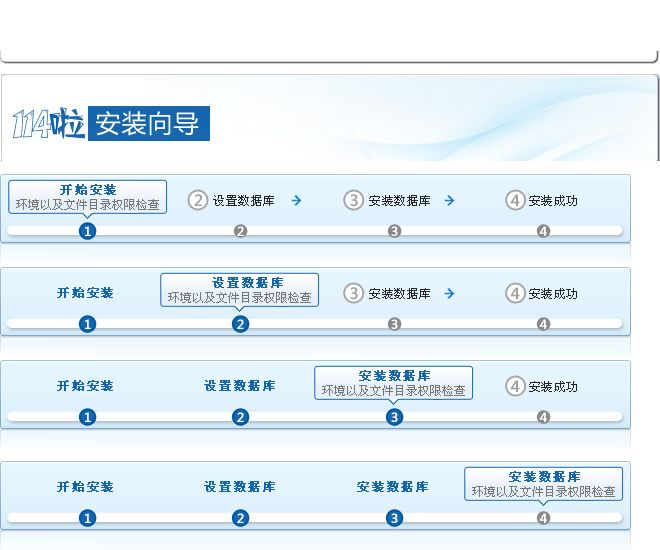 114啦 安装向导
开始安装
环境以及文件目录权限检查
2 设置数据库
3 安装数据库
4 安装成功
1 2 3 4
开始安装
设置数据库
环境以及文件目录权限检查
3 安装数据库
4 安装成功
1 2 3 4
开始安装
设置数据库
安装数据库
环境以及文件目录权限检查
4 安装成功
1 2 3 4
开始安装
设置数据库
安装数据库
安装数据库
环境以及文件目录权限检查
1 2 3 4